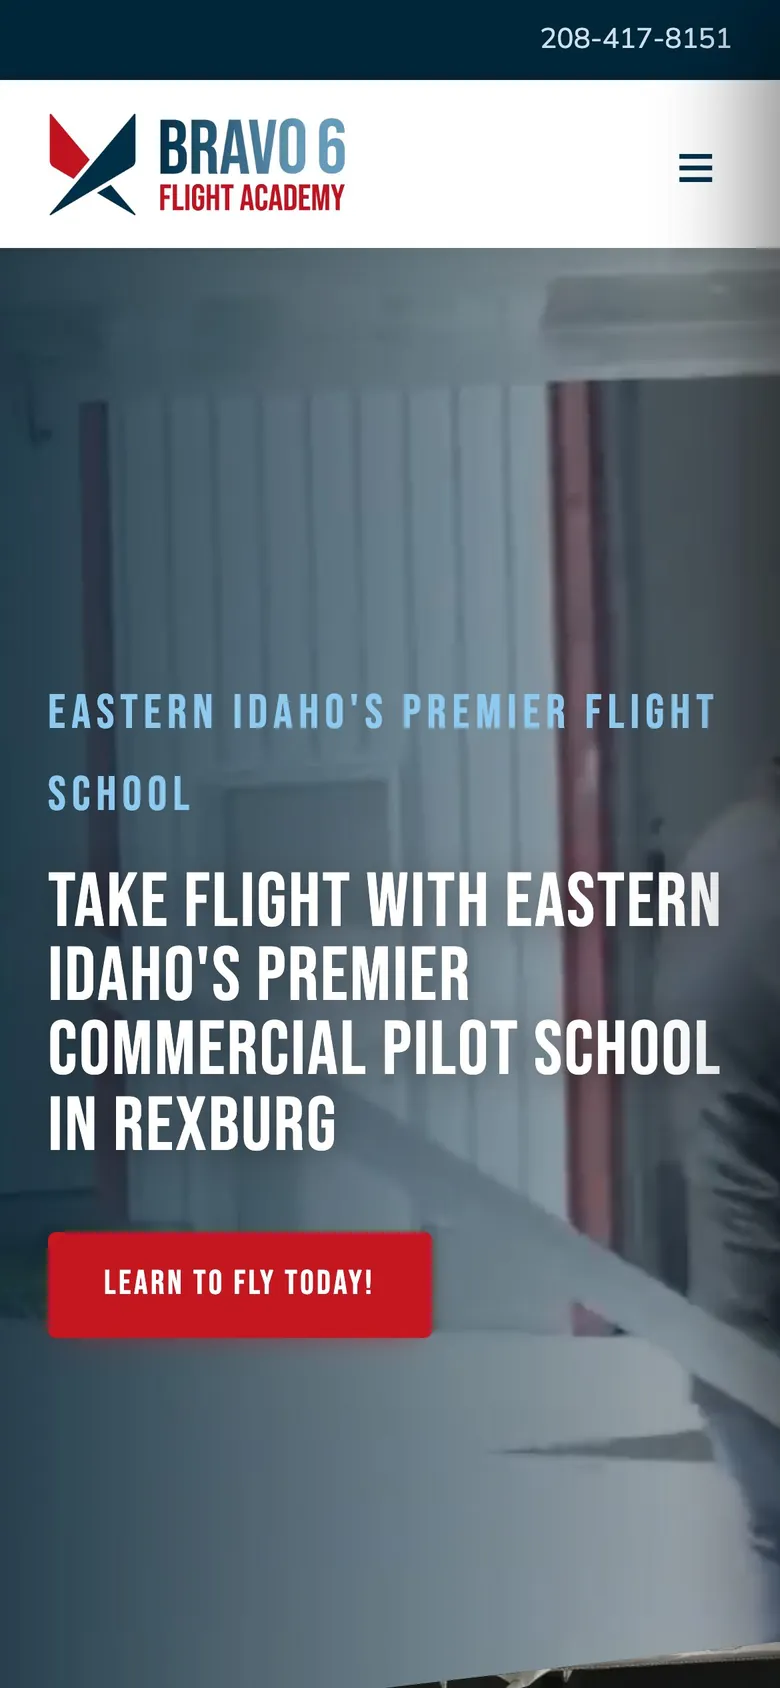 208-417-8151
BRAVO 6
FLIGHT ACADEMY
EASTERN IDAHO'S PREMIER FLIGHT
SCHOOL
TAKE FLIGHT WITH EASTERN
IDAHO'S PREMIER
COMMERCIAL PILOT SCHOOL
IN REXBURG
LEARN TO FLY TODAY!